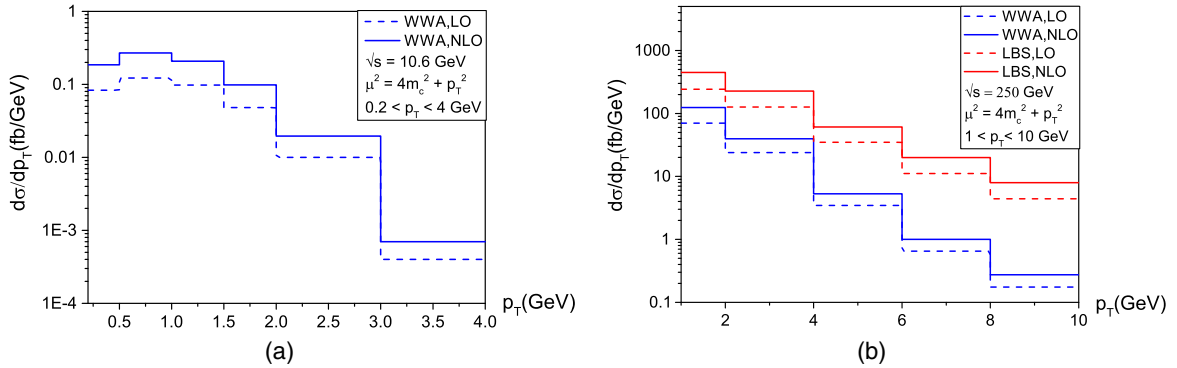 dσ/dp_T(fb/GeV)
1
0.1
0.01
1E-3
1E-4
WWA,LO
WWA,NLO
√s = 10.6 GeV
μ² = 4m_c² + p_T²
0.2 < p_T < 4 GeV
0.5 1.0 1.5 2.0 2.5 3.0 3.5 4.0
p_T(GeV)
(a)
dσ/dp_T(fb/GeV)
1000
100
10
1
0.1
WWA,LO
WWA,NLO
LBS,LO
LBS,NLO
√s = 250 GeV
μ² = 4m_c² + p_T²
1 < p_T < 10 GeV
2 4 6 8 10
p_T(GeV)
(b)